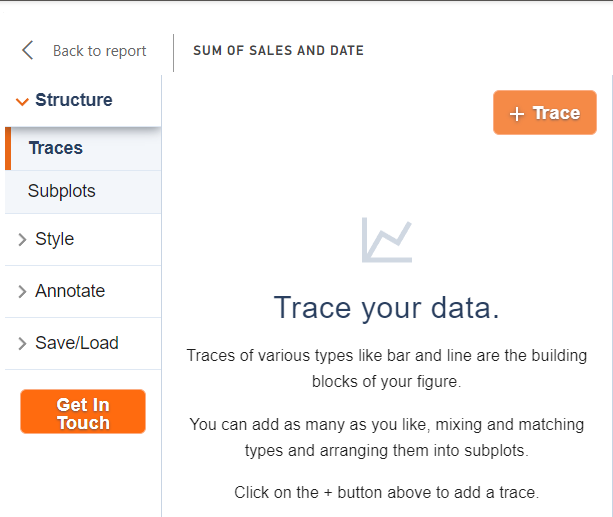 Back to report
SUM OF SALES AND DATE
Structure
Traces
Subplots
Style
Annotate
Save/Load
Get In
Touch
+ Trace
Trace your data.
Traces of various types like bar and line are the building
blocks of your figure.
You can add as many as you like, mixing and matching
types and arranging them into subplots.
Click on the + button above to add a trace.